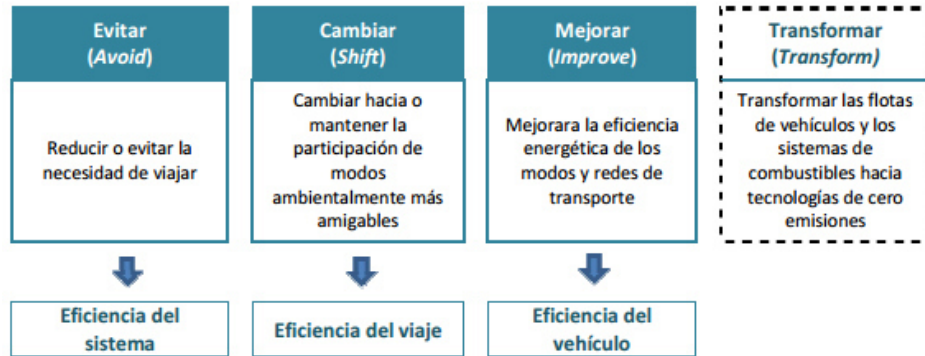 Evitar
(Avoid)
Reducir o evitar la
necesidad de viajar
Eficiencia del
sistema
Cambiar
(Shift)
Cambiar hacia o
mantener la
participación de
modos
ambientalmente más
amigables
Eficiencia del viaje
Mejorar
(Improve)
Mejorara la eficiencia
energética de los
modos y redes de
transporte
Eficiencia del
vehículo
Transformar
(Transform)
Transformar las flotas
de vehículos y los
sistemas de
combustibles hacia
tecnologías de cero
emisiones